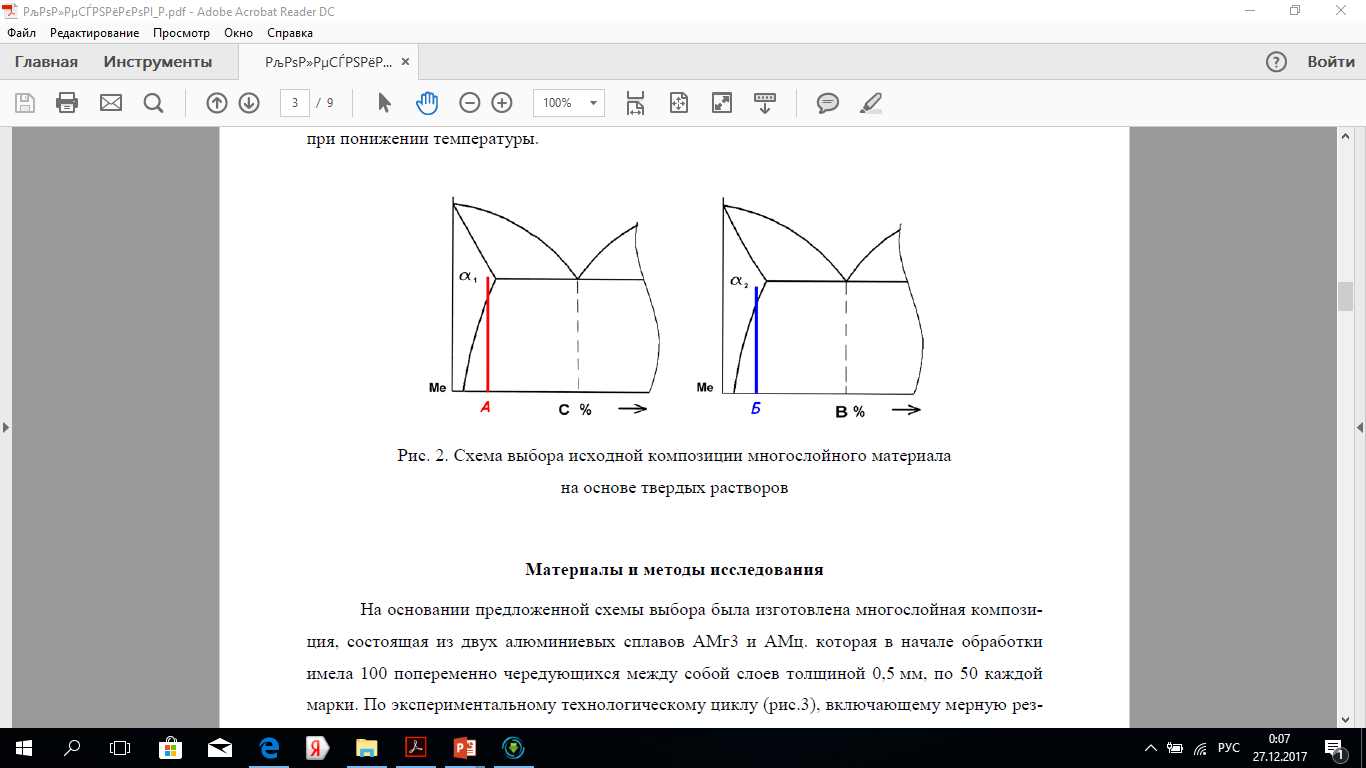 РљРѕР»РµСЃРЅРёРєРѕРІ_Р.pdf - Adobe Acrobat Reader DC
Файл Редактирование Просмотр Окно Справка
Главная Инструменты РљРѕР»РµСЃРЅРёР... × ? Войти
3 / 9 100%
при понижении температуры.
α1 α2
Me Me
А С % Б В %
Рис. 2. Схема выбора исходной композиции многослойного материала
на основе твердых растворов
Материалы и методы исследования
На основании предложенной схемы выбора была изготовлена многослойная компози-
ция, состоящая из двух алюминиевых сплавов АМг3 и АМц. которая в начале обработки
имела 100 попеременно чередующихся между собой слоев толщиной 0,5 мм, по 50 каждой
марки. По экспериментальному технологическому циклу (рис.3), включающему мерную рез-
РУС 0:07
27.12.2017 1